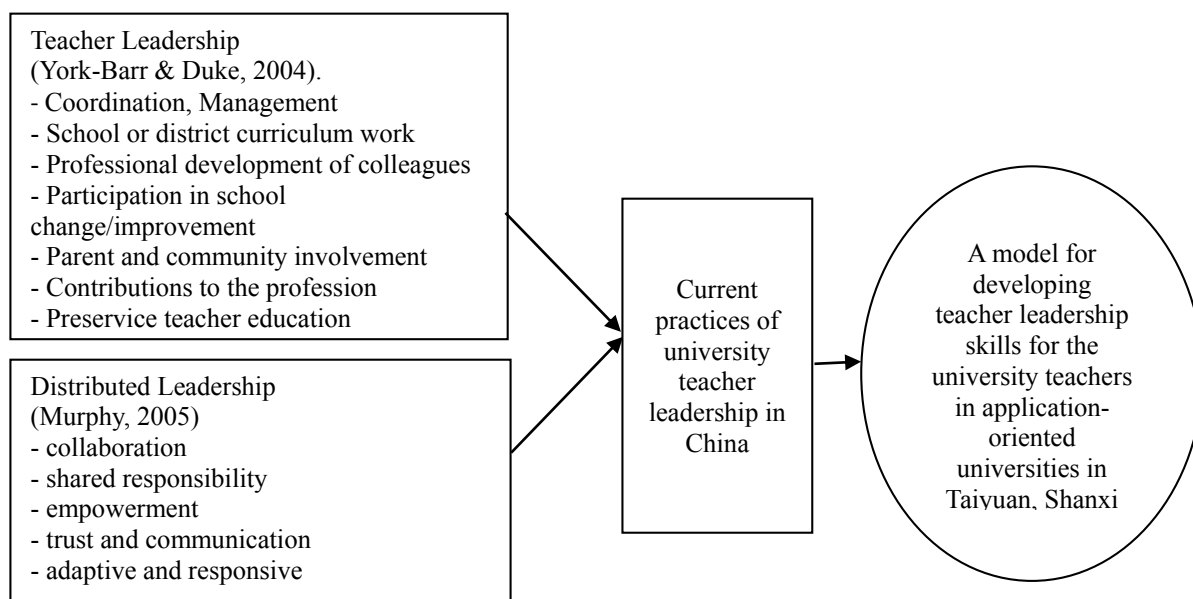 Teacher Leadership
(York-Barr & Duke, 2004).
- Coordination, Management
- School or district curriculum work
- Professional development of colleagues
- Participation in school
change/improvement
- Parent and community involvement
- Contributions to the profession
- Preservice teacher education
Distributed Leadership
(Murphy, 2005)
- collaboration
- shared responsibility
- empowerment
- trust and communication
- adaptive and responsive
Current
practices of
university
teacher
leadership in
China
A model for
developing
teacher leadership
skills for the
university teachers
in application-
oriented
universities in
Taiyuan, Shanxi